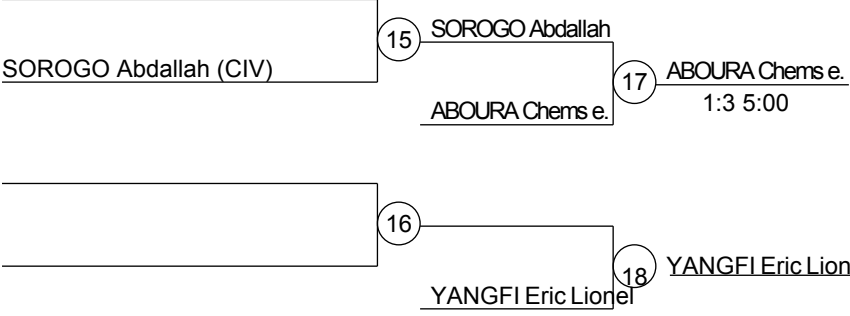 15
SOROGO Abdallah
SOROGO Abdallah (CIV)
17
ABOURA Chems e.
1:3 5:00
ABOURA Chems e.
16
18
YANGFI Eric Lion
YANGFI Eric Lionel